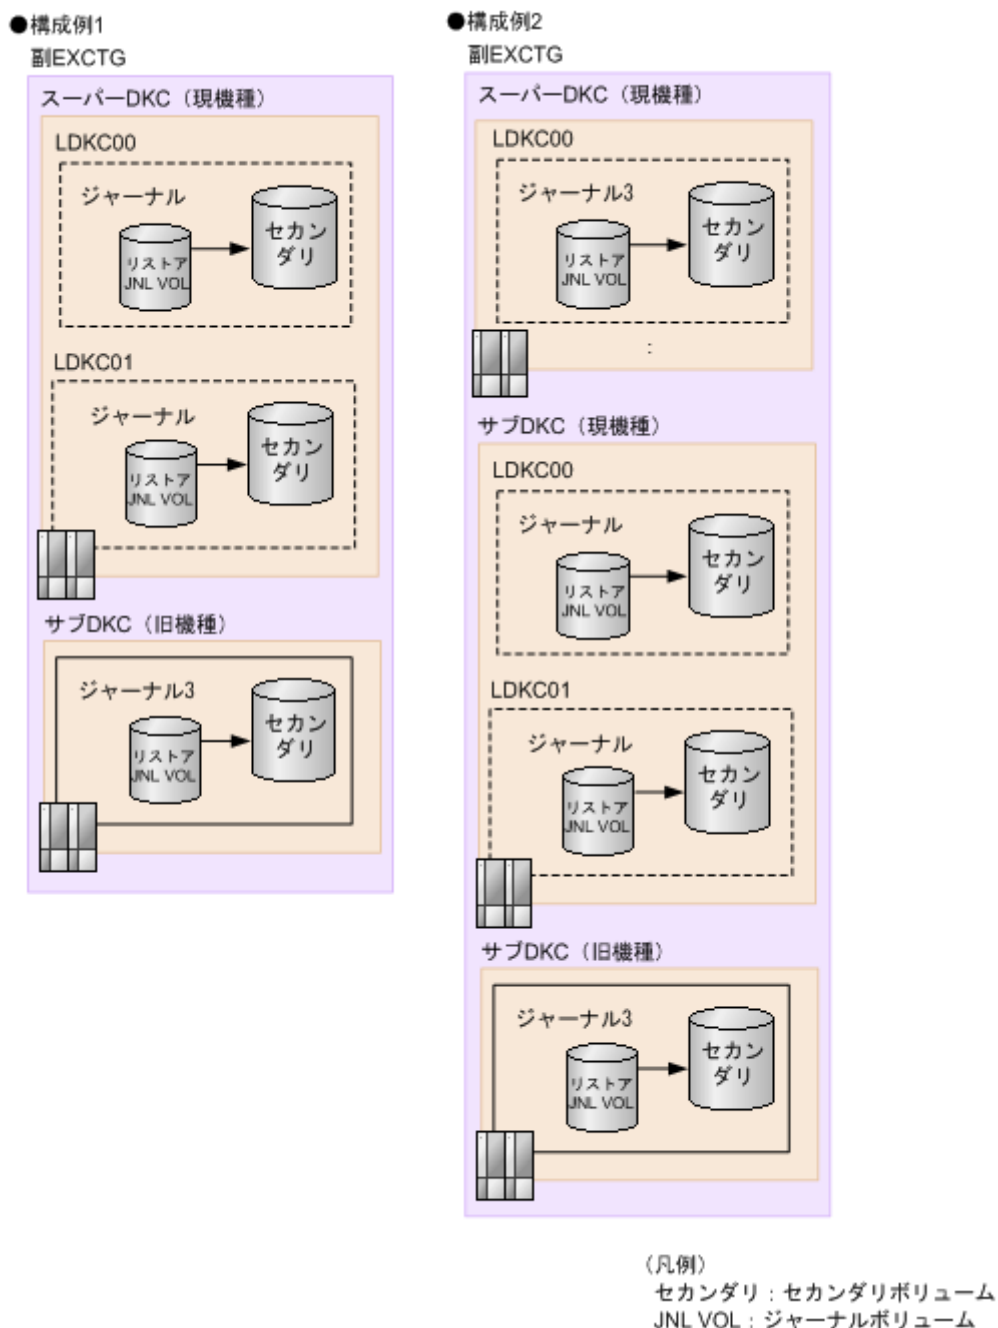 ●構成例1
副EXCTG
スーパーDKC（現機種）
LDKC00
ジャーナル
リストア
JNL VOL
セカン
ダリ
LDKC01
ジャーナル
リストア
JNL VOL
セカン
ダリ
サブDKC（旧機種）
ジャーナル3
リストア
JNL VOL
セカン
ダリ
●構成例2
副EXCTG
スーパーDKC（現機種）
LDKC00
ジャーナル3
リストア
JNL VOL
セカン
ダリ
:
サブDKC（現機種）
LDKC00
ジャーナル
リストア
JNL VOL
セカン
ダリ
LDKC01
ジャーナル
リストア
JNL VOL
セカン
ダリ
サブDKC（旧機種）
ジャーナル3
リストア
JNL VOL
セカン
ダリ
（凡例）
セカンダリ：セカンダリボリューム
JNL VOL：ジャーナルボリューム